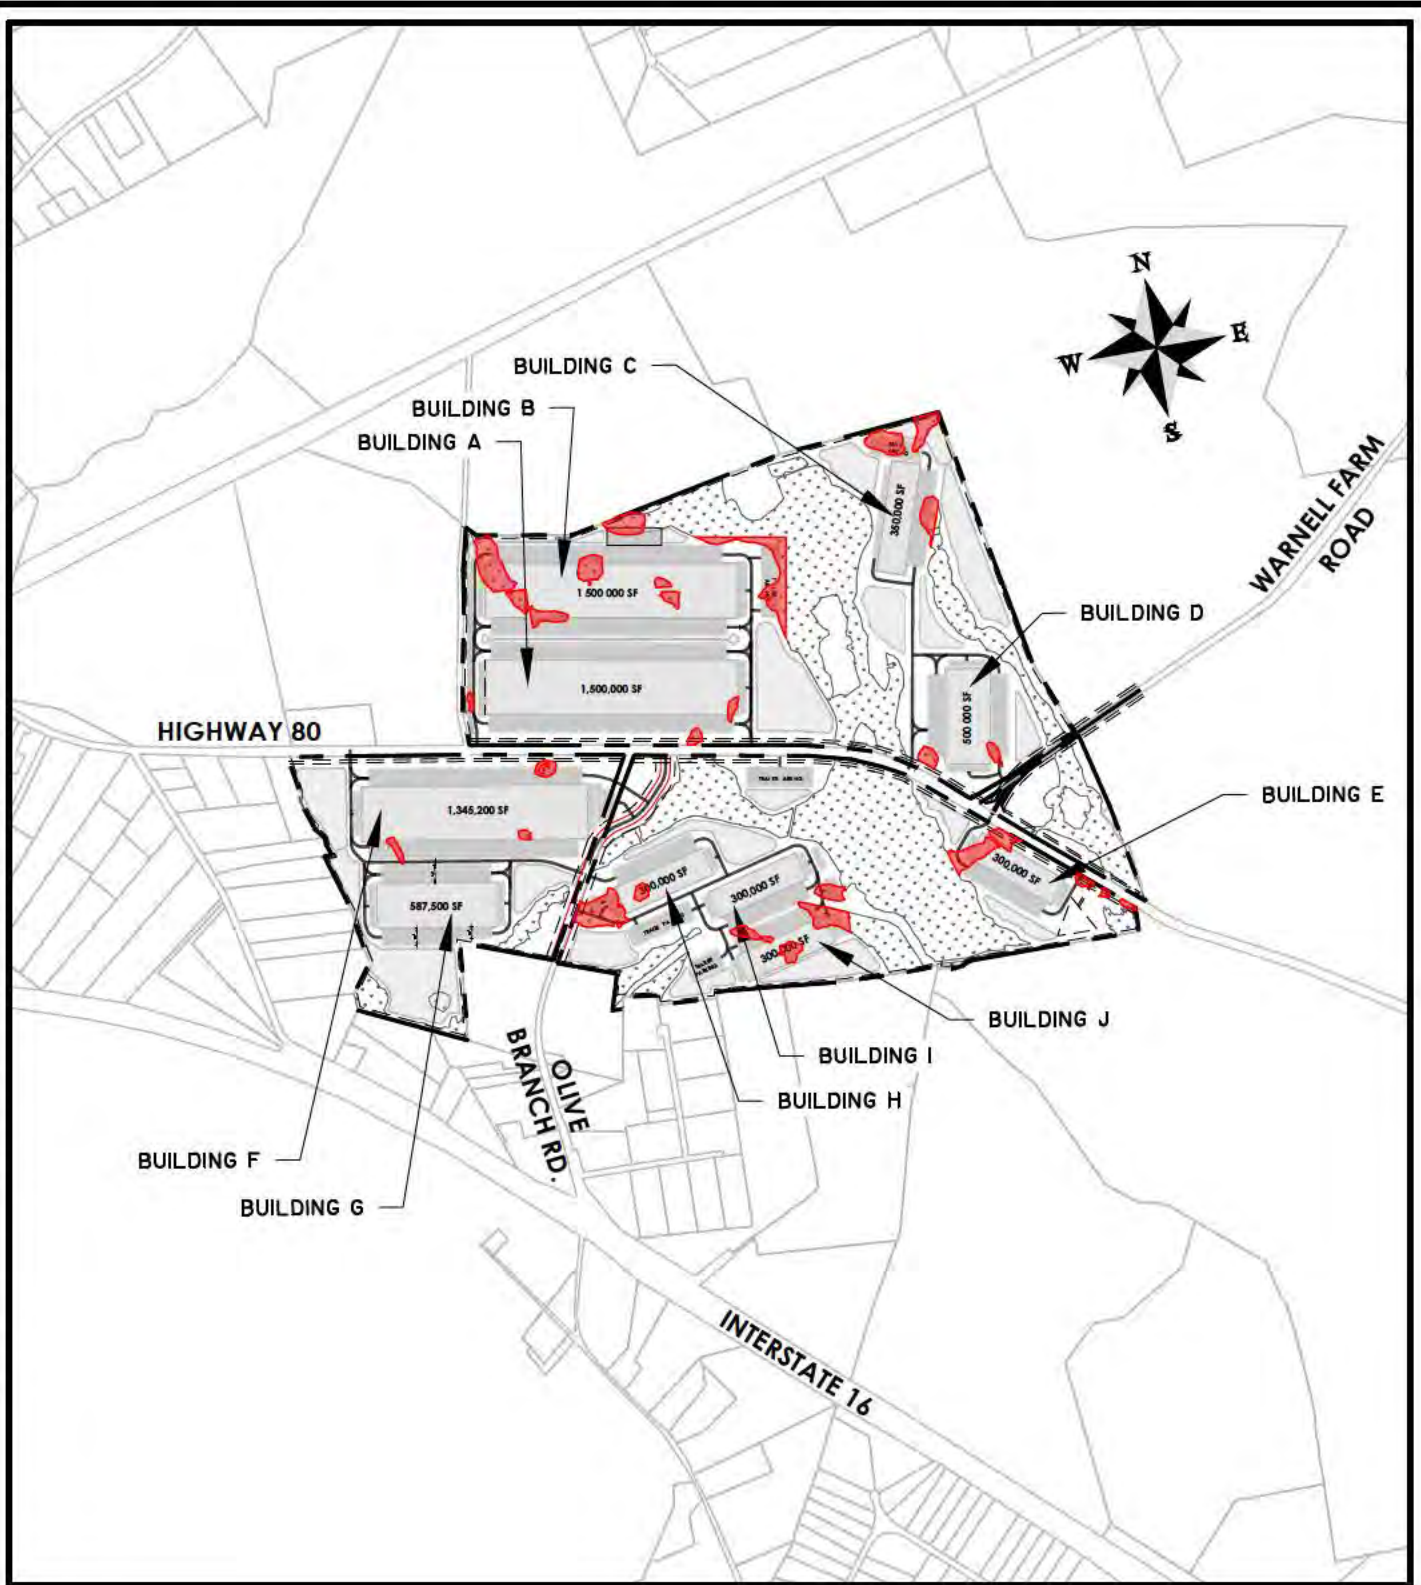 N
E
W
S
BUILDING C
BUILDING B
BUILDING A
WARNELL FARM
ROAD
350,000 SF
1 500 000 SF
BUILDING D
1,500,000 SF
500 000 SF
HIGHWAY 80
BUILDING E
1,345,200 SF
300,000 SF
300,000 SF
300,000 SF
587,500 SF
300,000 SF
BUILDING J
OLIVE
BRANCH RD.
BUILDING I
BUILDING H
BUILDING F
BUILDING G
INTERSTATE 16